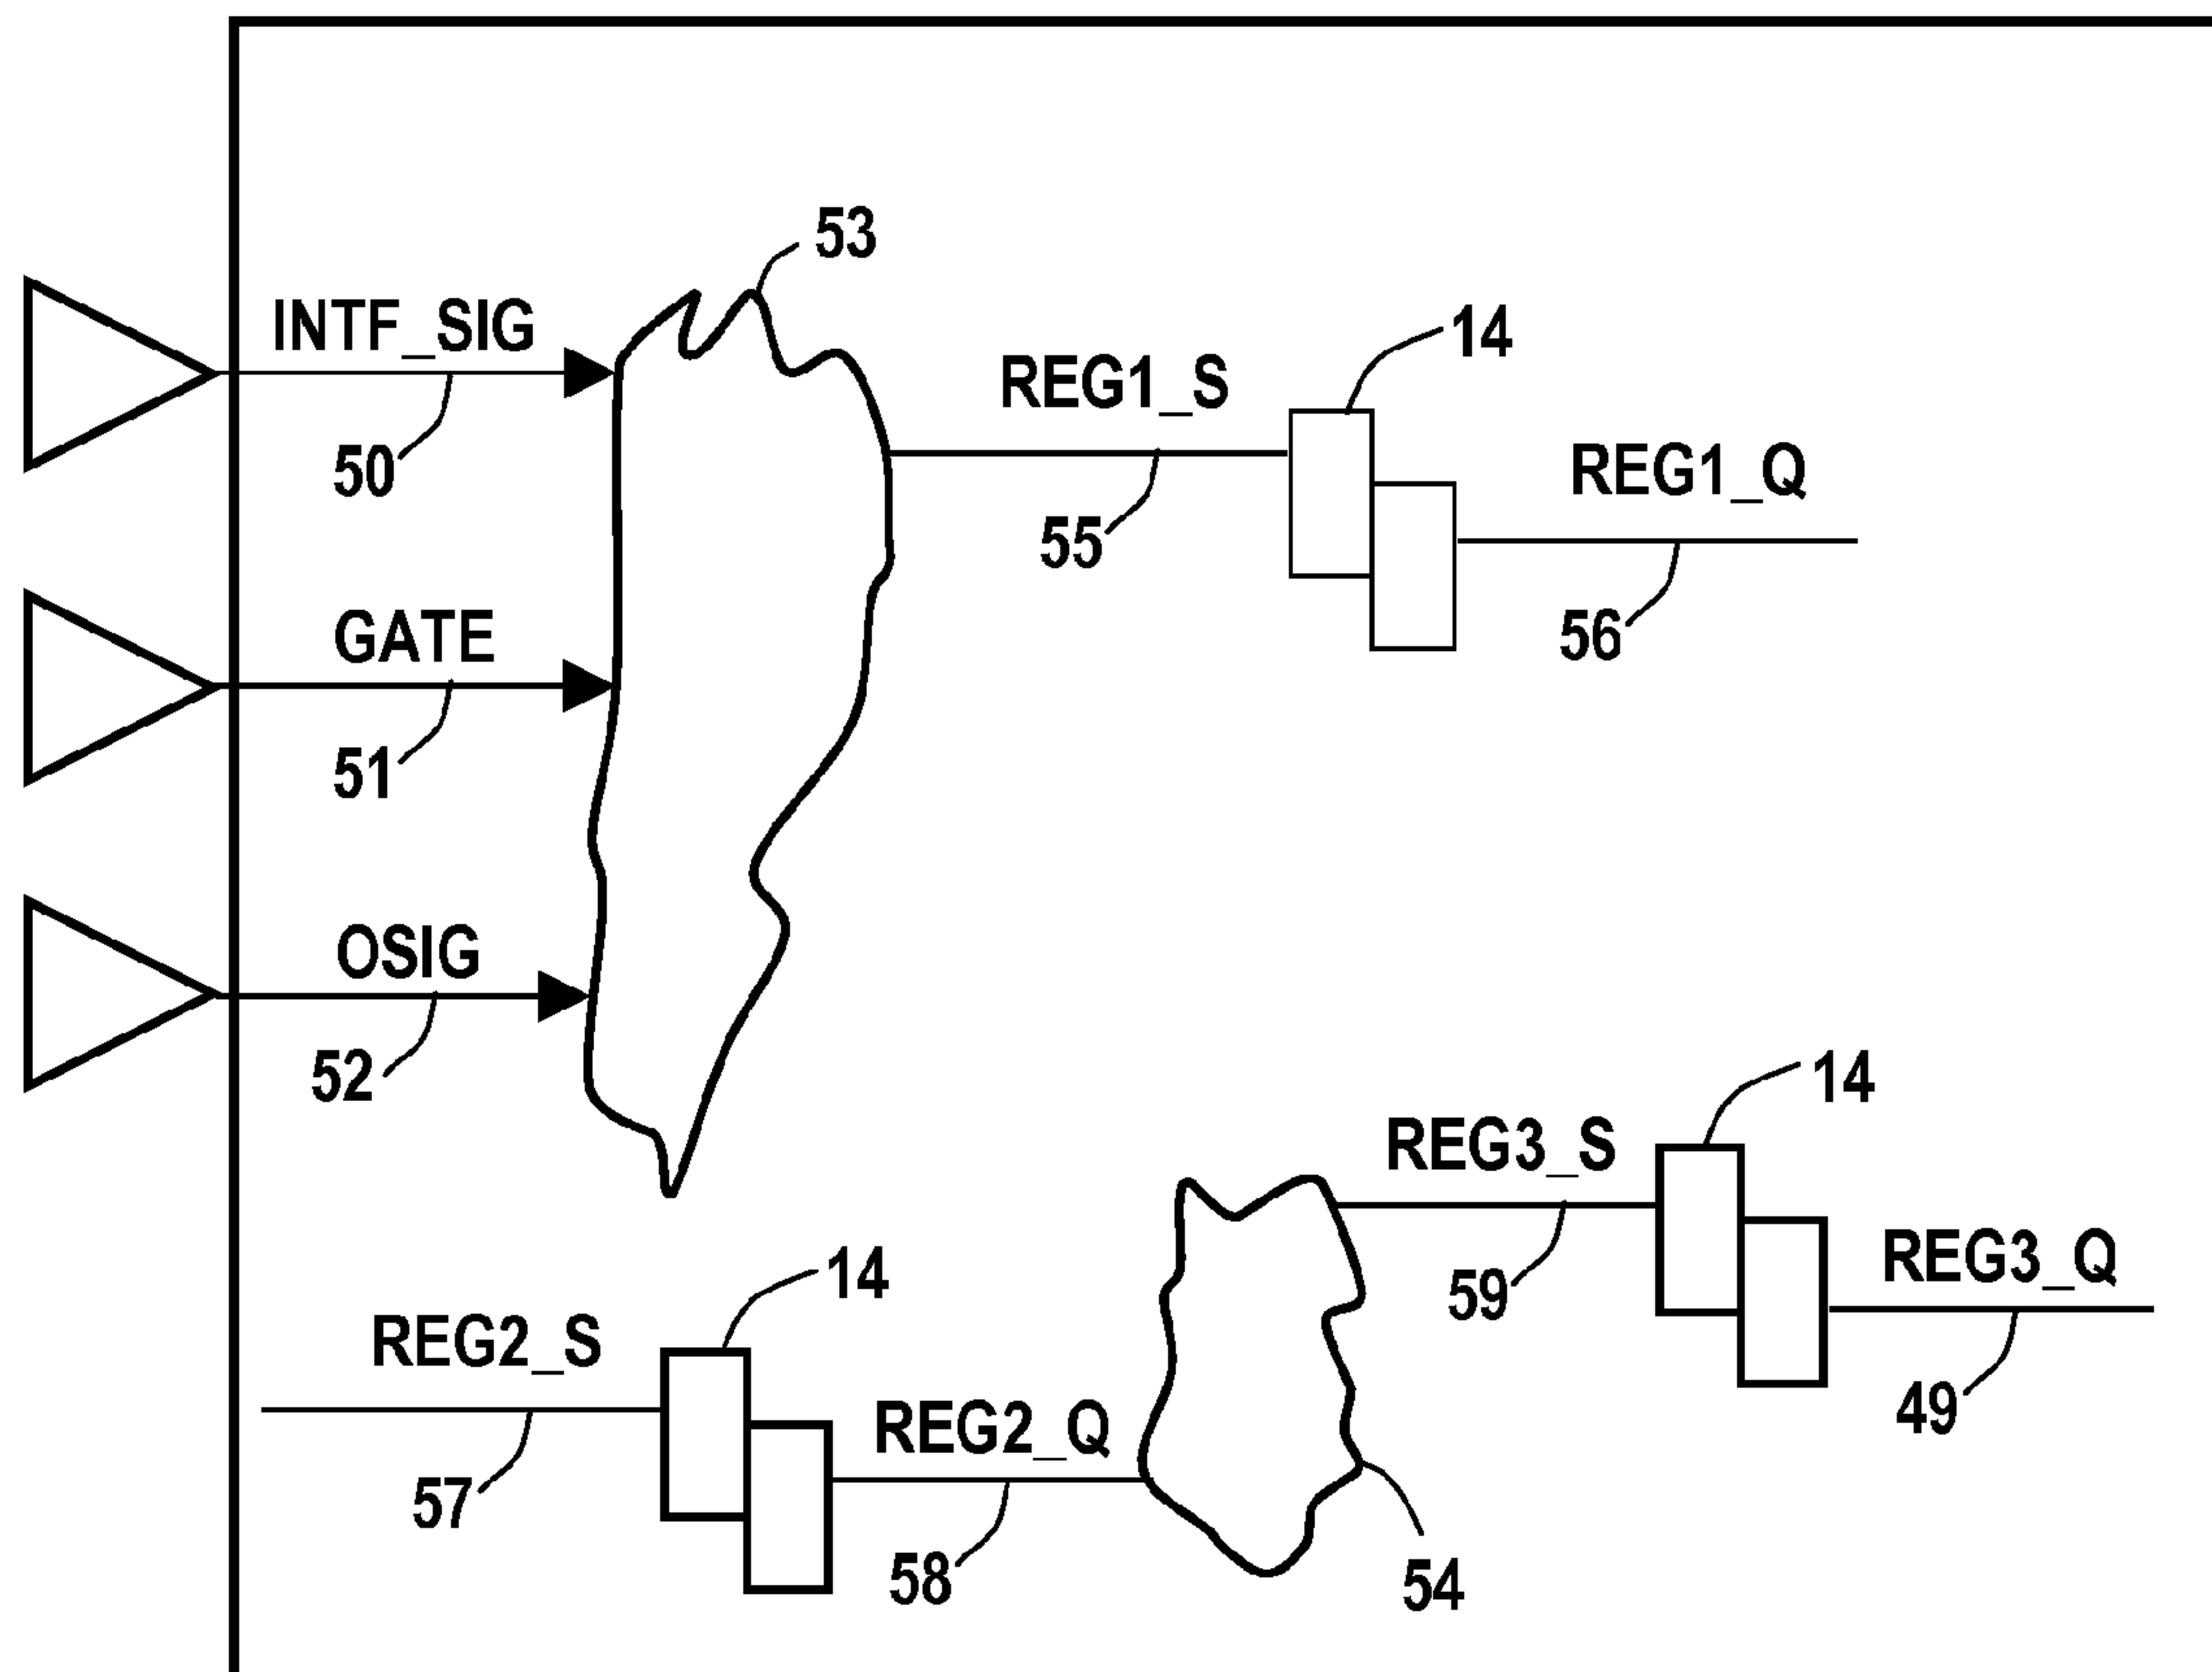 53
INTF_SIG
14
REG1_S
50
REG1_Q
55
GATE
56
51
OSIG
52
14
REG3_S
14
REG3_Q
59
REG2_S
49
REG2_Q
57
58
54